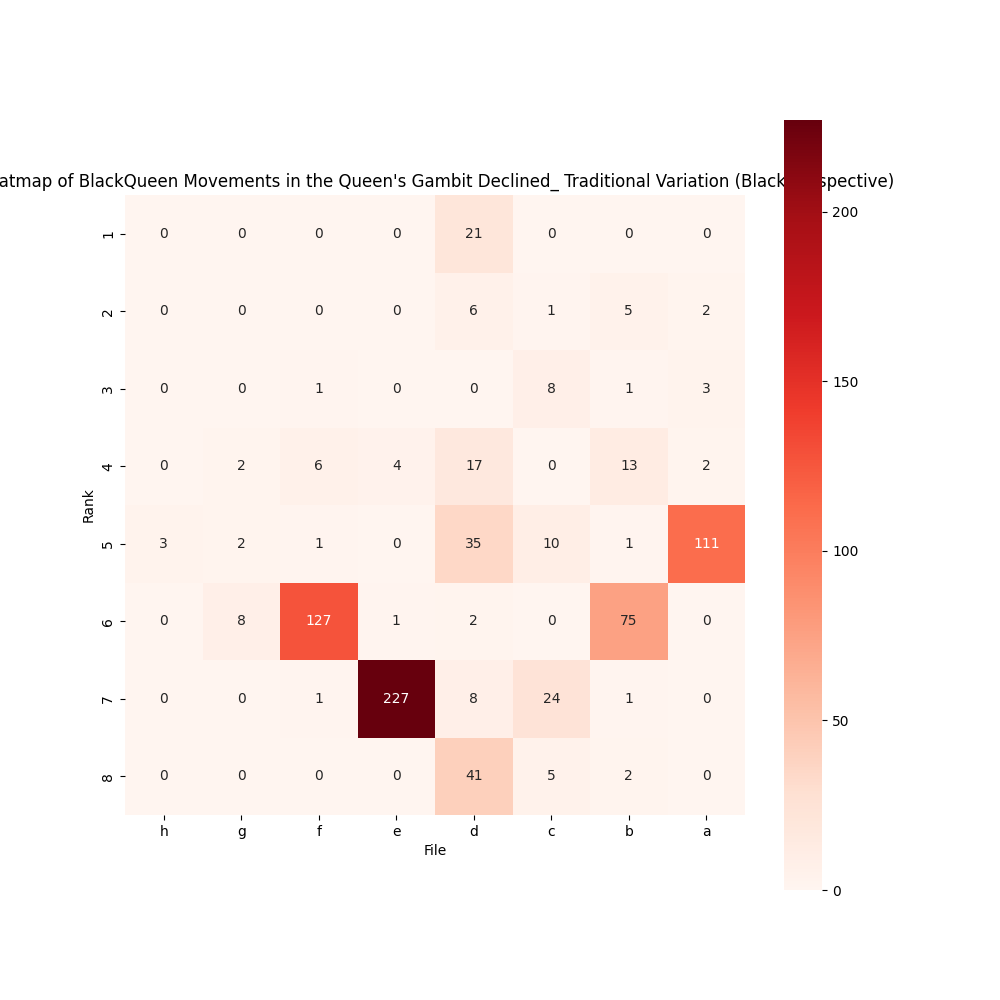 atmap of BlackQueen Movements in the Queen's Gambit Declined_ Traditional Variation (Black spective)
1 0 0 0 0 21 0 0 0
2 0 0 0 0 6 1 5 2
3 0 0 1 0 0 8 1 3
4 0 2 6 4 17 0 13 2
5 3 2 1 0 35 10 1 111
6 0 8 127 1 2 0 75 0
7 0 0 1 227 8 24 1 0
8 0 0 0 0 41 5 2 0
h g f e d c b a
File
Rank
200
150
100
50
0